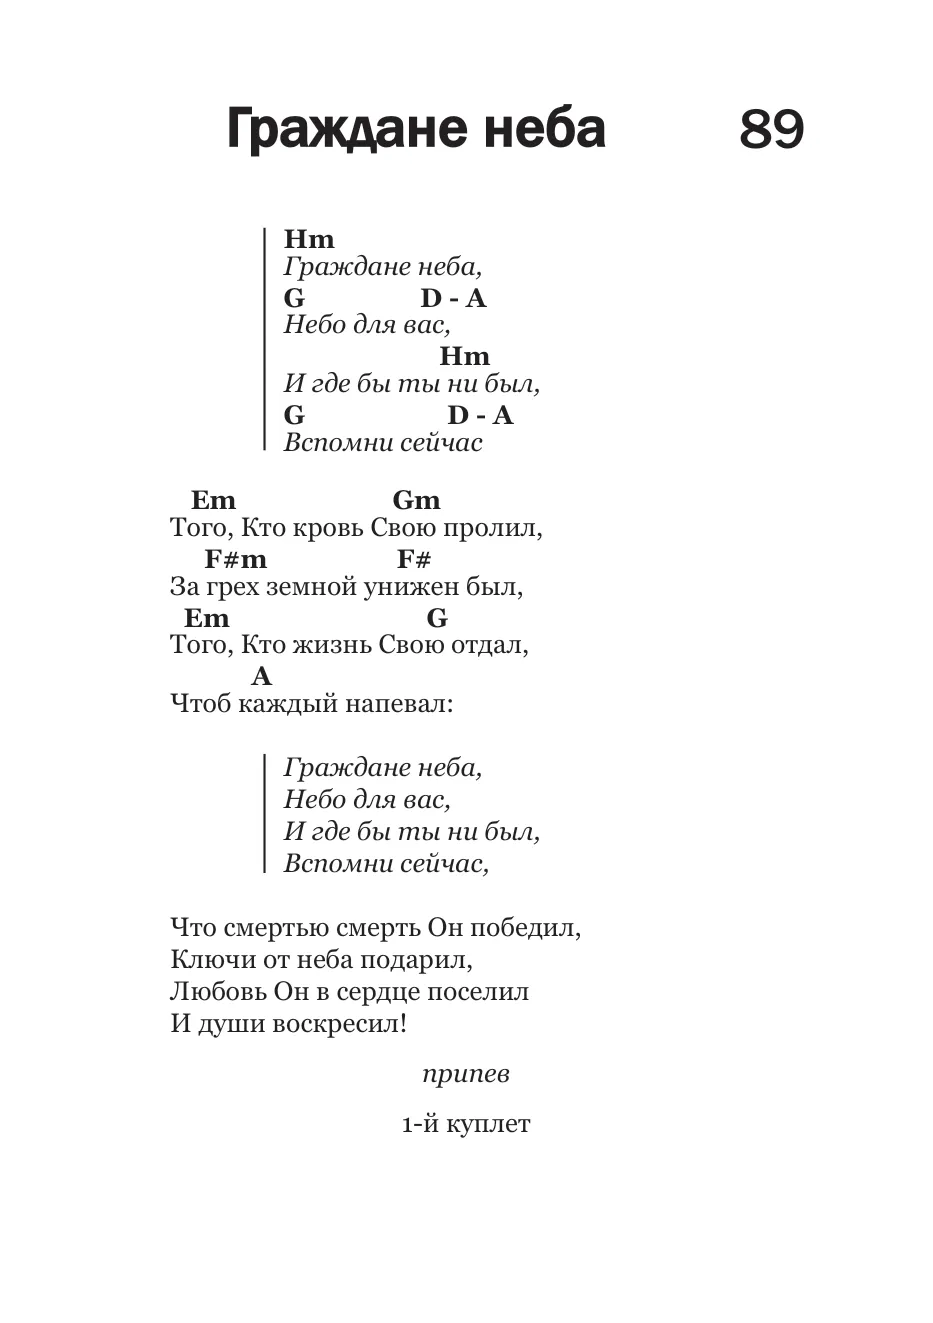 Граждане неба 89
Hm
Граждане неба,
G D - A
Небо для вас,
Hm
И где бы ты ни был,
G D - A
Вспомни сейчас
Em Gm
Того, Кто кровь Свою пролил,
F#m F#
За грех земной унижен был,
Em G
Того, Кто жизнь Свою отдал,
A
Чтоб каждый напевал:
Граждане неба,
Небо для вас,
И где бы ты ни был,
Вспомни сейчас,
Что смертью смерть Он победил,
Ключи от неба подарил,
Любовь Он в сердце поселил
И души воскресил!
припев
1-й куплет